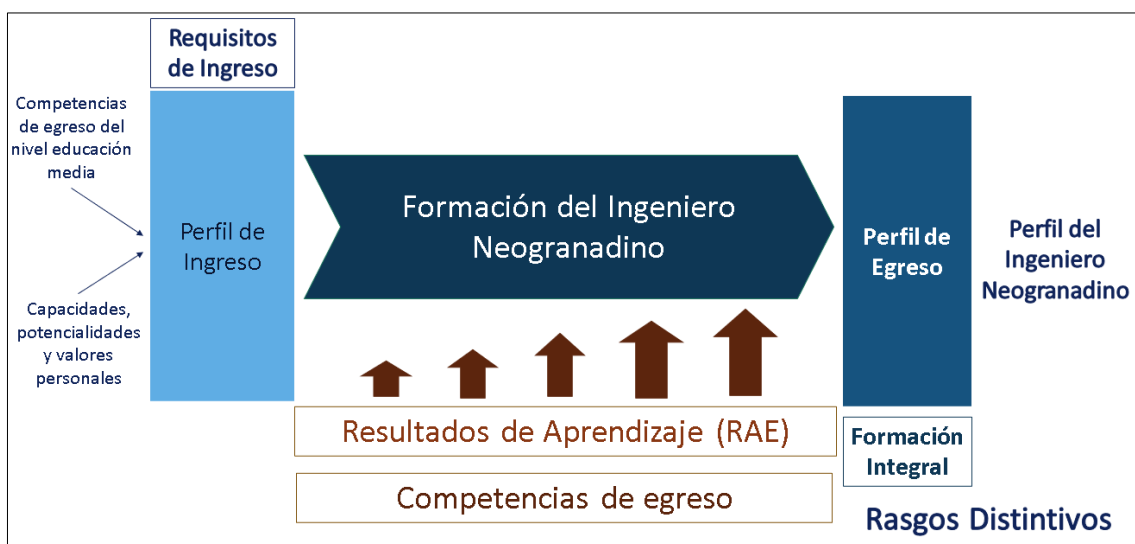 Requisitos
de Ingreso
Competencias
de egreso del
nivel educación
media
Perfil de
Ingreso
Capacidades,
potencialidades
y valores
personales
Formación del Ingeniero
Neogranadino
Perfil de
Egreso
Perfil del
Ingeniero
Neogranadino
Resultados de Aprendizaje (RAE)
Formación
Integral
Competencias de egreso
Rasgos Distintivos